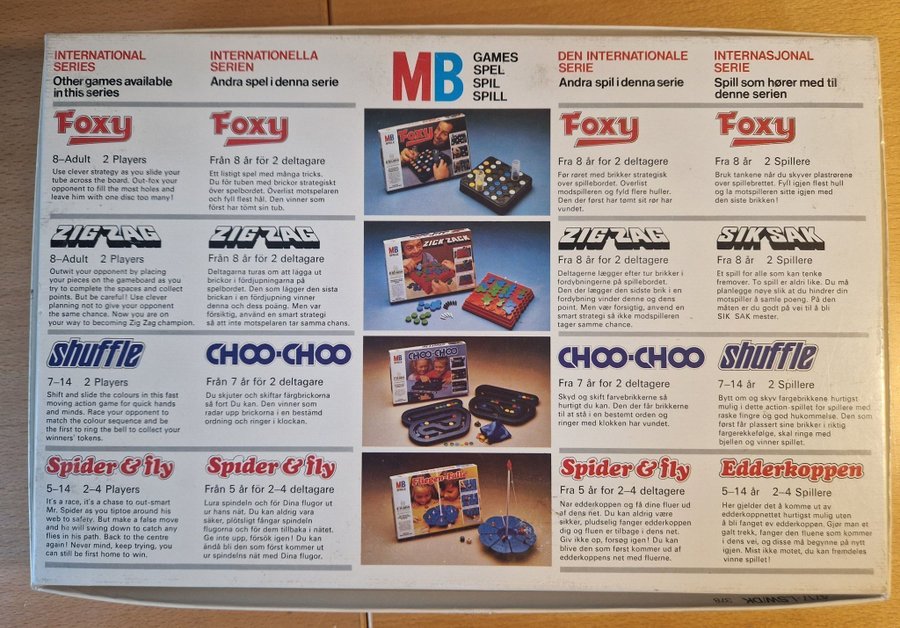 INTERNATIONAL
SERIES
Other games available
in this series
Foxy
8–Adult 2 Players
Use clever strategy as you slide your
tube across the board. Out-fox your
opponent to fill the most holes and
leave him with one disc too many!
ZIG ZAG
8–Adult 2 Players
Outwit your opponent by placing
your pieces on the gameboard as you
try to complete the spaces and collect
points. But be careful! Use clever
planning not to give your opponent
the same chance. Now you are on
your way to becoming Zig Zag champion.
shuffle
7–14 2 Players
Shift and slide the colours in this fast
moving action game for quick hands
and minds. Race your opponent to
match the colour sequence and be
the first to ring the bell to collect your
winners' tokens.
Spider & fly
5–14 2–4 Players
It's a race, it's a chase to out-smart
Mr. Spider as you tiptoe around his
web to safety. But make a false move
and he will swing down to catch any
flies in his path. Back to the centre
again! Never mind, keep trying, you
can still be first home to win.
INTERNATIONELLA
SERIEN
Andra spel i denna serie
Foxy
Från 8 år för 2 deltagare
Ett listigt spel med många tricks.
Du för tuben med brickor strategiskt
över spelbordet. Överlist motspelaren
och fyll flest hål. Den vinner som
först har tömt sin tub.
ZIG ZAG
Från 8 år för 2 deltagare
Deltagarna turas om att lägga ut
brickor i fördjupningarna på
spelbordet. Den som lägger den sista
brickan i en fördjupning vinner
denna och dess poäng. Men var
försiktig, använd en smart strategi
så att inte motspelaren tar samma chans.
CHOO-CHOO
Från 7 år för 2 deltagare
Du skjuter och skiftar färgbrickorna
så fort Du kan. Den vinner som
radar upp brickorna i en bestämd
ordning och ringer i klockan.
Spider & fly
Från 5 år för 2–4 deltagare
Lura spindeln och för Dina flugor ut
ur hans nät. Du kan aldrig vara
säker, plötsligt fångar spindeln
flugorna och för dem tillbaka i nätet.
Ge inte upp, försök igen! Du kan
ändå bli den som först kommer ut
ur spindelns nät med Dina flugor.
MB
GAMES
SPEL
SPIL
SPILL
MB
Foxy
MB
ZICK ZACK
MB
CHOO-CHOO
MB
Fliegen-Falle
DEN INTERNATIONALE
SERIE
Andra spil i denna serie
Foxy
Fra 8 år for 2 deltagere
Før røret med brikker strategisk
over spillebordet. Overlist
modspilleren og fyld flere huller.
Den der først har tømt sit rør har
vundet.
ZIG ZAG
Fra 8 år for 2 deltagere
Deltagerne lægger efter tur brikker i
fordybningerne på spillebordet.
Den der lægger den sidste brik i en
fordybning vinder denne og dens
point. Men vær forsigtig, anvend en
smart strategi så ikke modspilleren
tager samme chance.
CHOO-CHOO
Fra 7 år for 2 deltagere
Skyd og skift farvebrikkerne så
hurtigt du kan. Den der får brikkerne
til at stå i en bestemt orden og
ringer med klokken har vundet.
Spider & fly
Fra 5 år for 2–4 deltagere
Nar edderkoppen og få dine fluer ud
af dens net. Du kan aldrig være
sikker, pludselig fanger edderkoppen
dig og fluen er tilbage i dens net.
Giv ikke op, forsøg igen! Du kan
blive den som først kommer ud af
edderkoppens net med fluerne.
INTERNASJONAL
SERIE
Spill som hører med til
denne serien
Foxy
Fra 8 år 2 Spillere
Bruk tankene når du skyver plastrørene
over spillebrettet. Fyll igjen flest hull
og la motspilleren sitte igjen med
den siste brikken!
SIK SAK
Fra 8 år 2 Spillere
Et spill for alle som kan tenke
fremover. To spill er aldri like. Du må
planlegge nøye slik at du hindrer din
motspiller å samle poeng. På den
måten er du godt på vei til å bli
SIK SAK mester.
shuffle
7–14 år 2 Spillere
Bytt om og skyv fargebrikkene hurtigst
mulig i dette action-spillet for spillere med
raske fingre og god hukommelse. Den som
først får plassert sine brikker i riktig
fargerekkefølge, skal ringe med
bjellen og vinner spillet.
Edderkoppen
5–14 år 2–4 Spillere
Her gjelder det å komme ut av
edderkoppnettet hurtigst mulig uten
å bli fanget av edderkoppen. Gjør man et
galt trekk, fanger den fluene som kommer
i dens vei, og disse må begynne på nytt
igjen. Mist ikke motet, du kan fremdeles
vinne spillet!